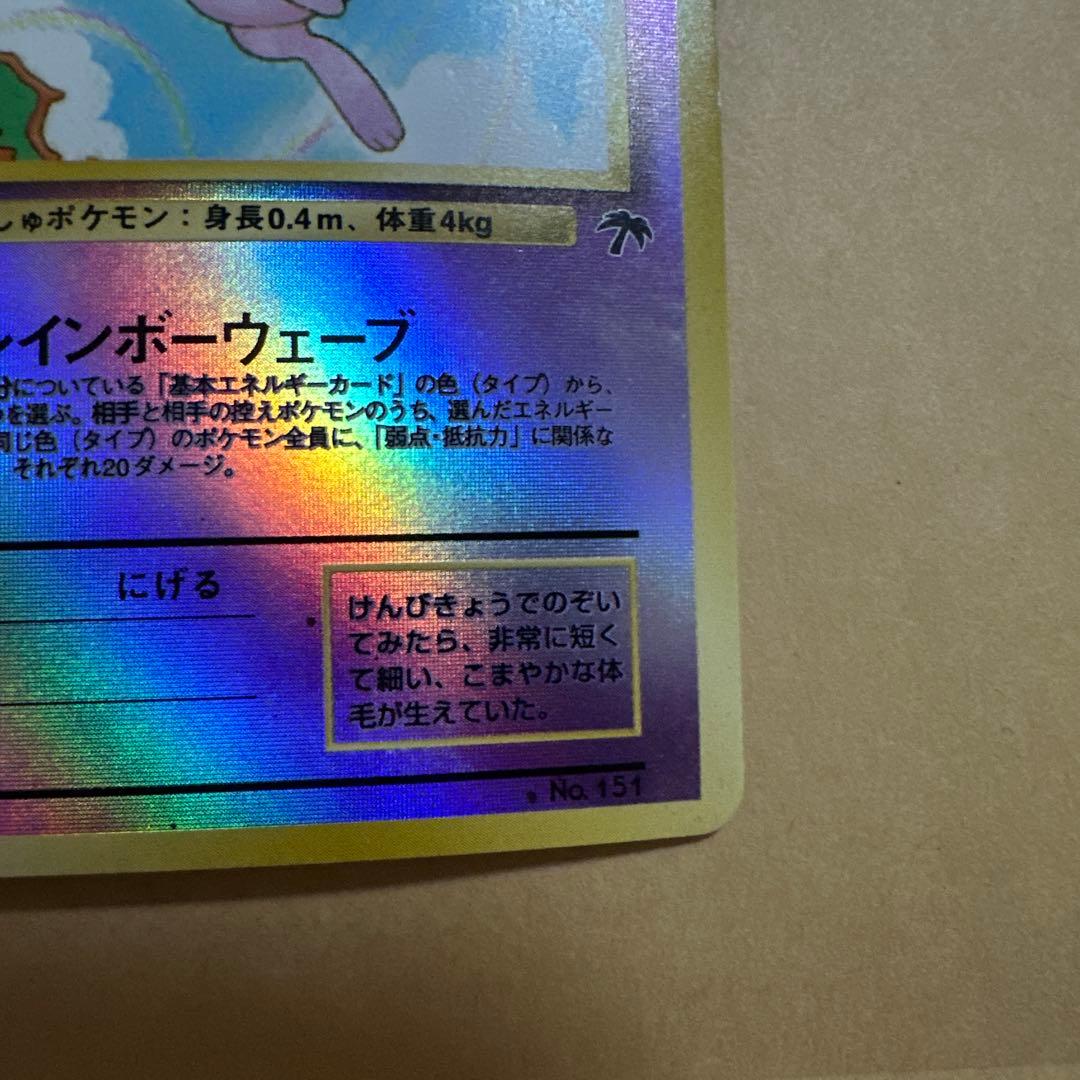 しゅポケモン：身長0.4m、体重4kg
レインボーウェーブ
分についている「基本エネルギーカード」の色（タイプ）から、
を選ぶ。相手と相手の控えポケモンのうち、選んだエネルギー
同じ色（タイプ）のポケモン全員に、「弱点・抵抗力」に関係な
それぞれ20ダメージ。
にげる
けんびきょうでのぞい
てみたら、非常に短く
て細い、こまやかな体
毛が生えていた。
No.151